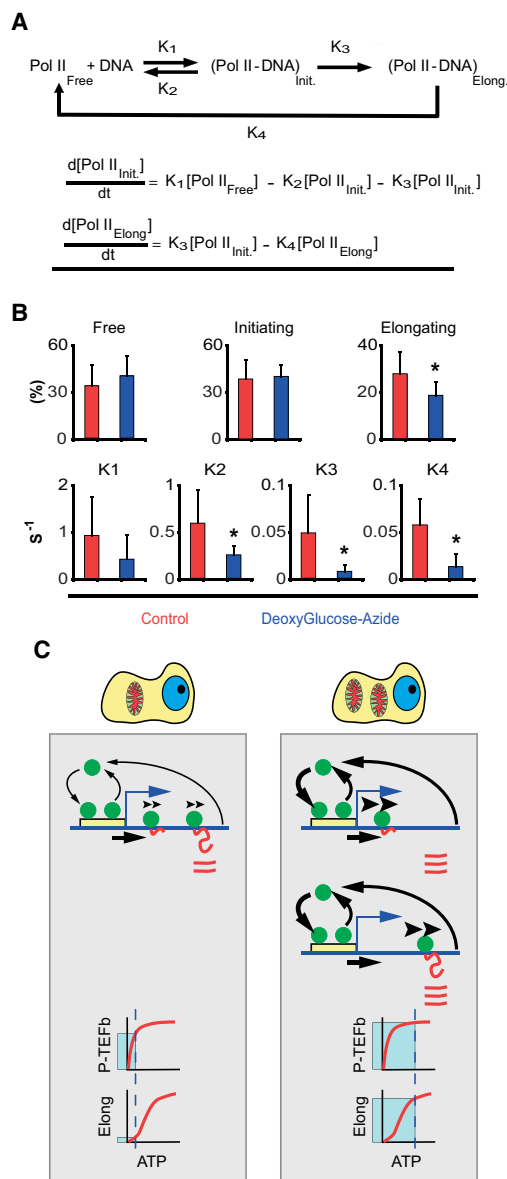 A
K1
K3
Pol II Free + DNA (Pol II-DNA) Init. (Pol II-DNA) Elong.
K2
K4
d[Pol II Init.] / dt = K1[Pol II Free] - K2[Pol II Init.] - K3[Pol II Init.]
d[Pol II Elong] / dt = K3[Pol II Init.] - K4[Pol II Elong]
B
Free Initiating Elongating
(%)
60 60 60
30 30 40
* 20
0 0 0
K1 K2 K3 K4
S-1
2 1 0.1 0.1
1 0.5 0.05 0.05
* * *
0 0 0 0
Control DeoxyGlucose-Azide
C
P-TEFb P-TEFb
Elong Elong
ATP ATP